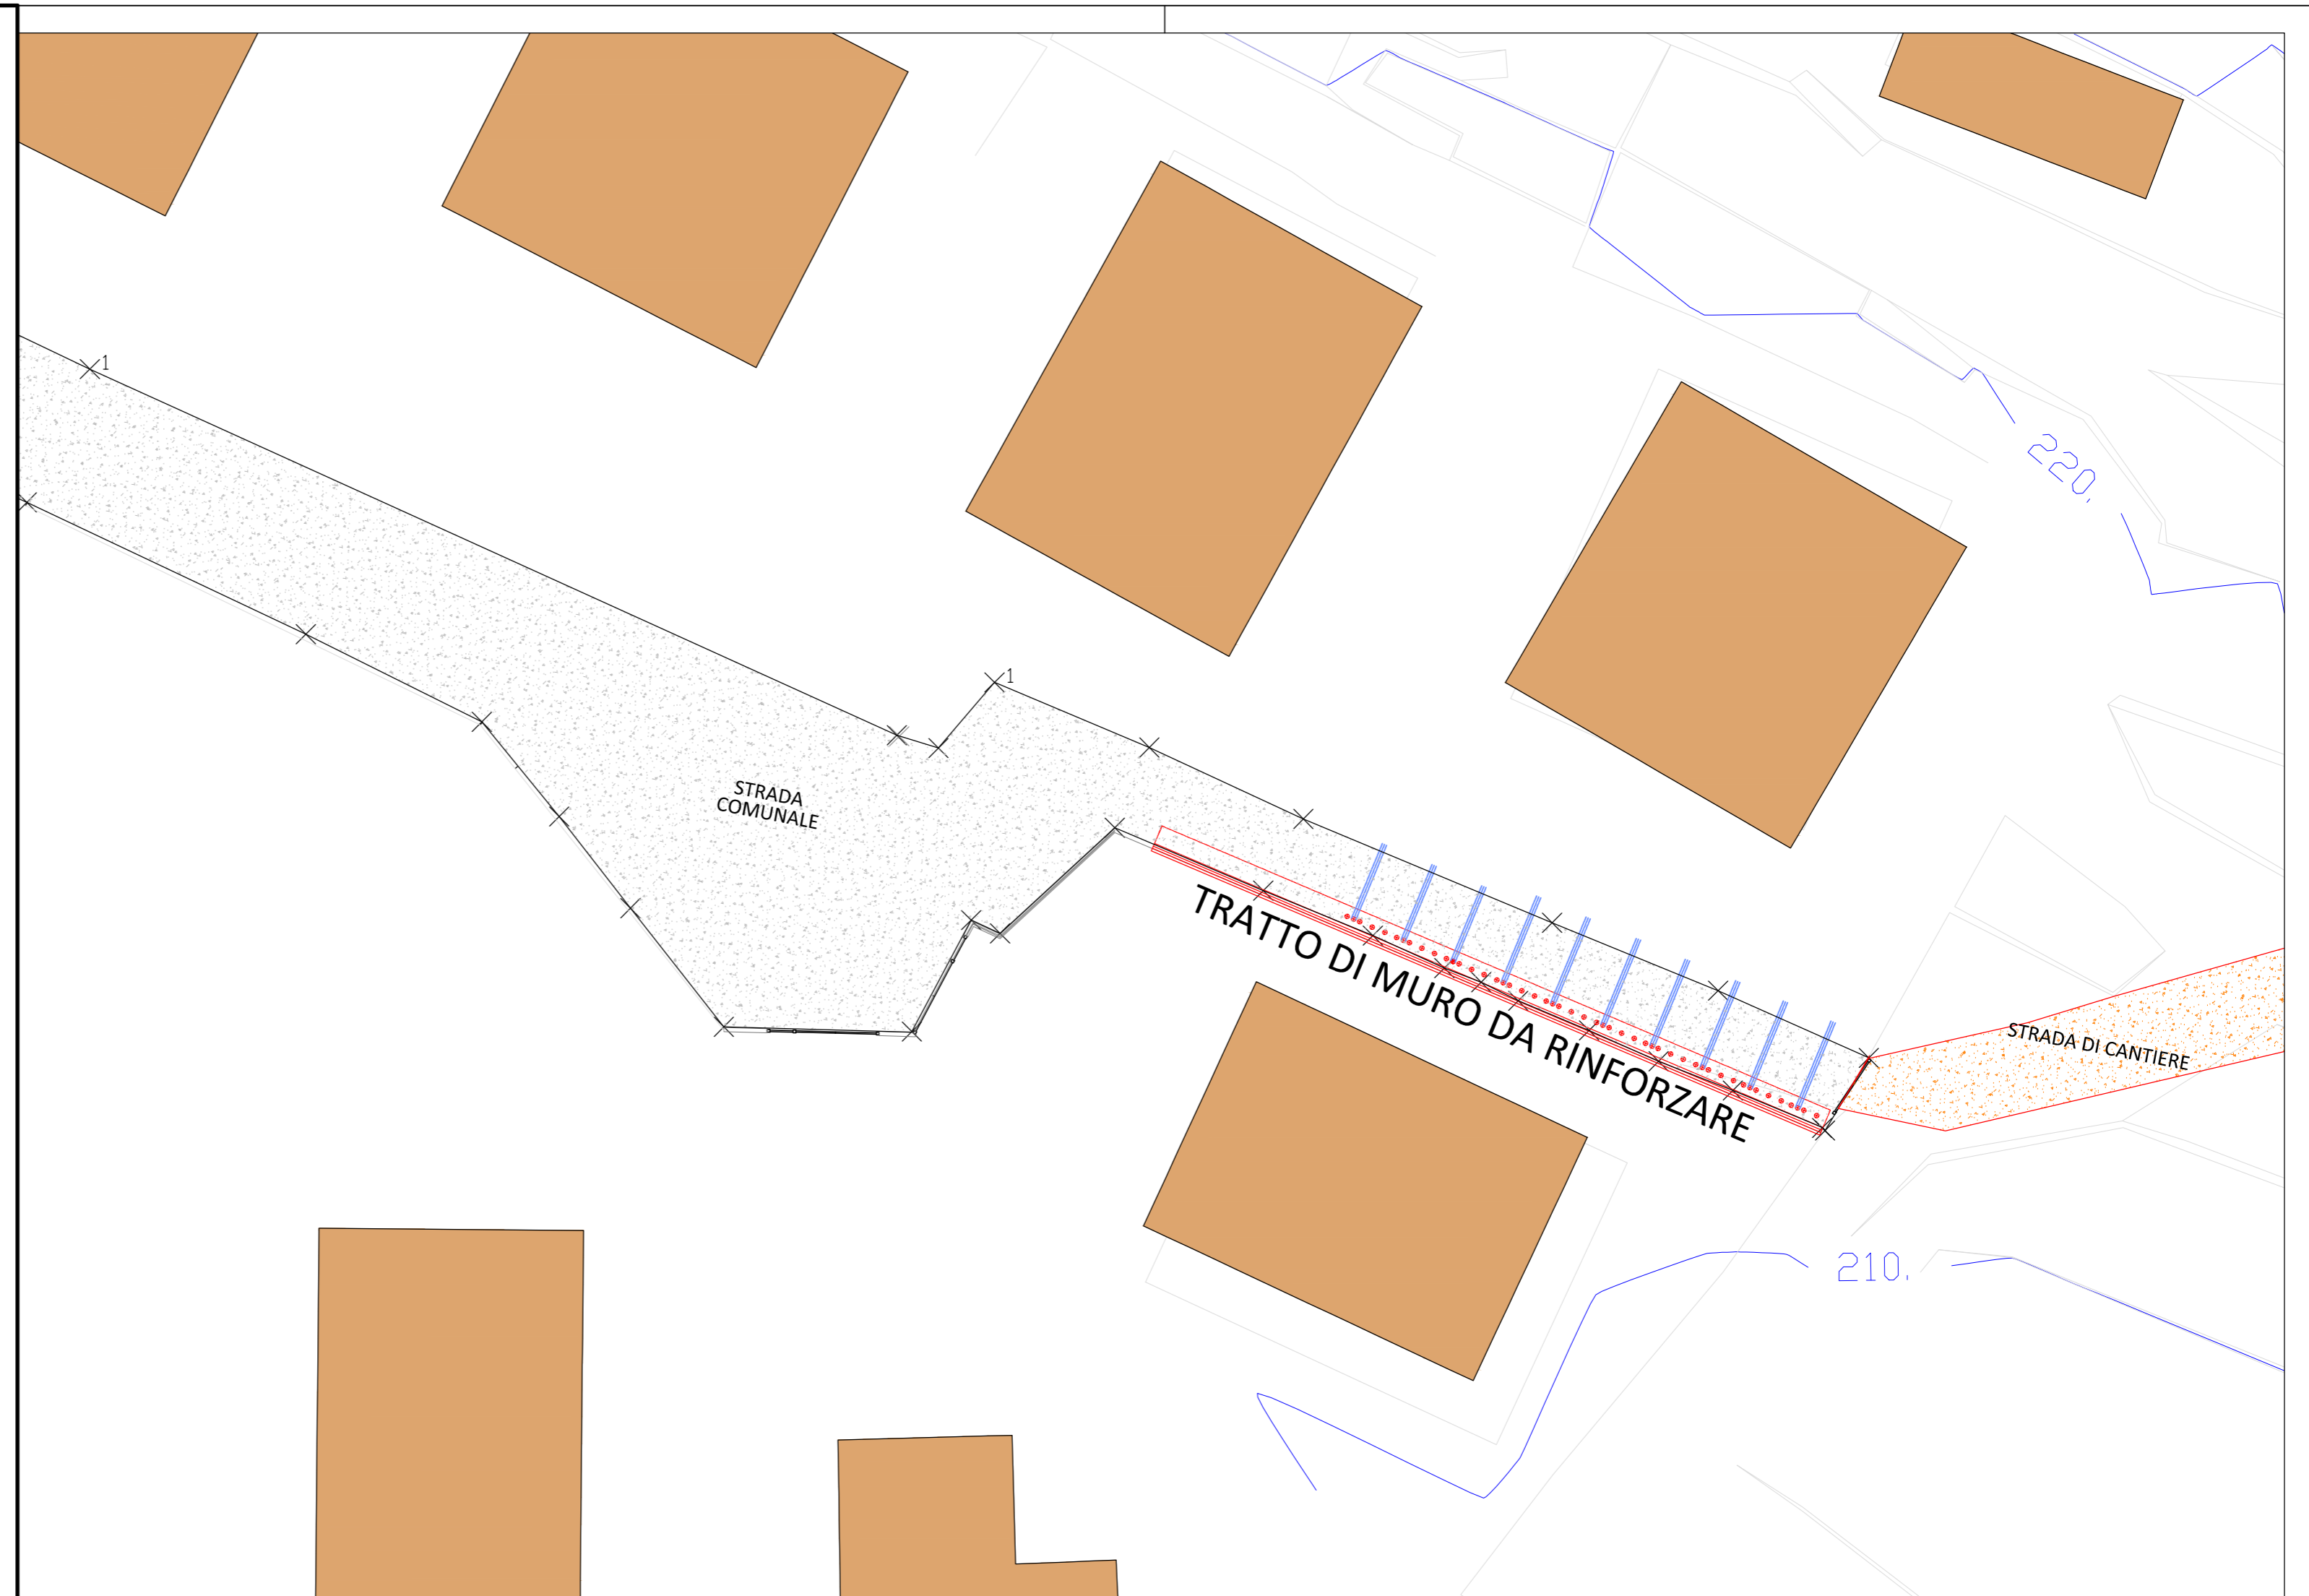 1
220.
1
STRADA
COMUNALE
TRATTO DI MURO DA RINFORZARE
STRADA DI CANTIERE
210.